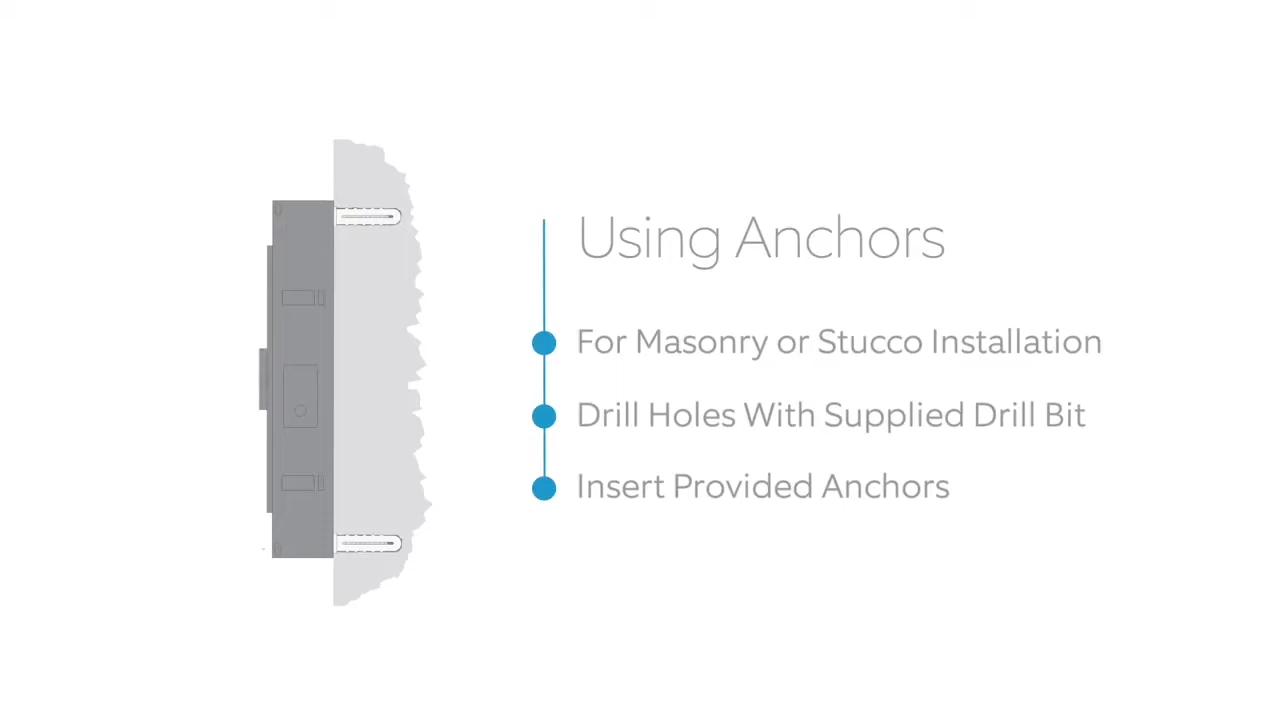 Using Anchors
For Masonry or Stucco Installation
Drill Holes With Supplied Drill Bit
Insert Provided Anchors